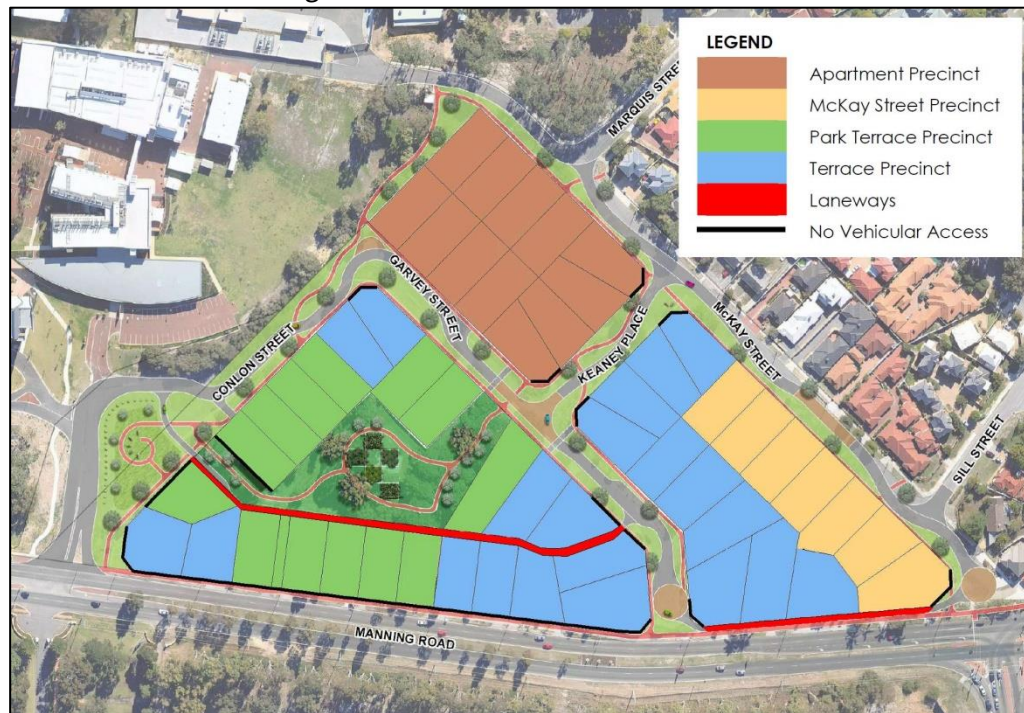 LEGEND
Apartment Precinct
McKay Street Precinct
Park Terrace Precinct
Terrace Precinct
Laneways
No Vehicular Access
MARQUIS STREET
GARVEY STREET
CONLON STREET
KEANEY PLACE
McKAY STREET
SILL STREET
MANNING ROAD